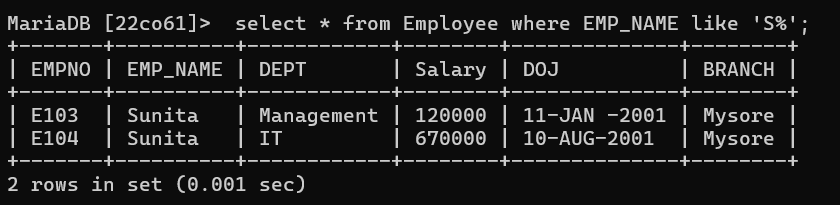 MariaDB [22co61]>  select * from Employee where EMP_NAME like 'S%';
+-------+----------+------------+--------+--------------+--------+
| EMPNO | EMP_NAME | DEPT       | Salary | DOJ          | BRANCH |
+-------+----------+------------+--------+--------------+--------+
| E103  | Sunita   | Management | 120000 | 11-JAN -2001 | Mysore |
| E104  | Sunita   | IT         | 670000 | 10-AUG-2001  | Mysore |
+-------+----------+------------+--------+--------------+--------+
2 rows in set (0.001 sec)